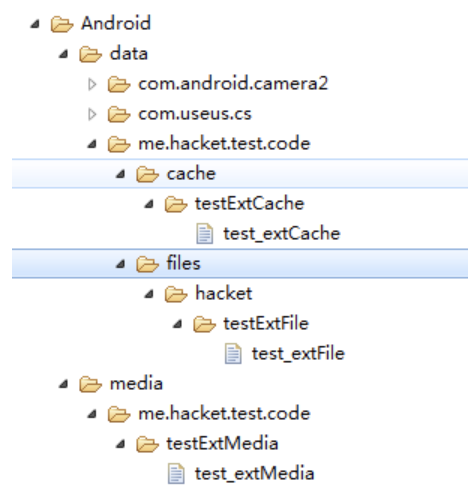 Android
data
com.android.camera2
com.useus.cs
me.hacket.test.code
cache
testExtCache
test_extCache
files
hacket
testExtFile
test_extFile
media
me.hacket.test.code
testExtMedia
test_extMedia